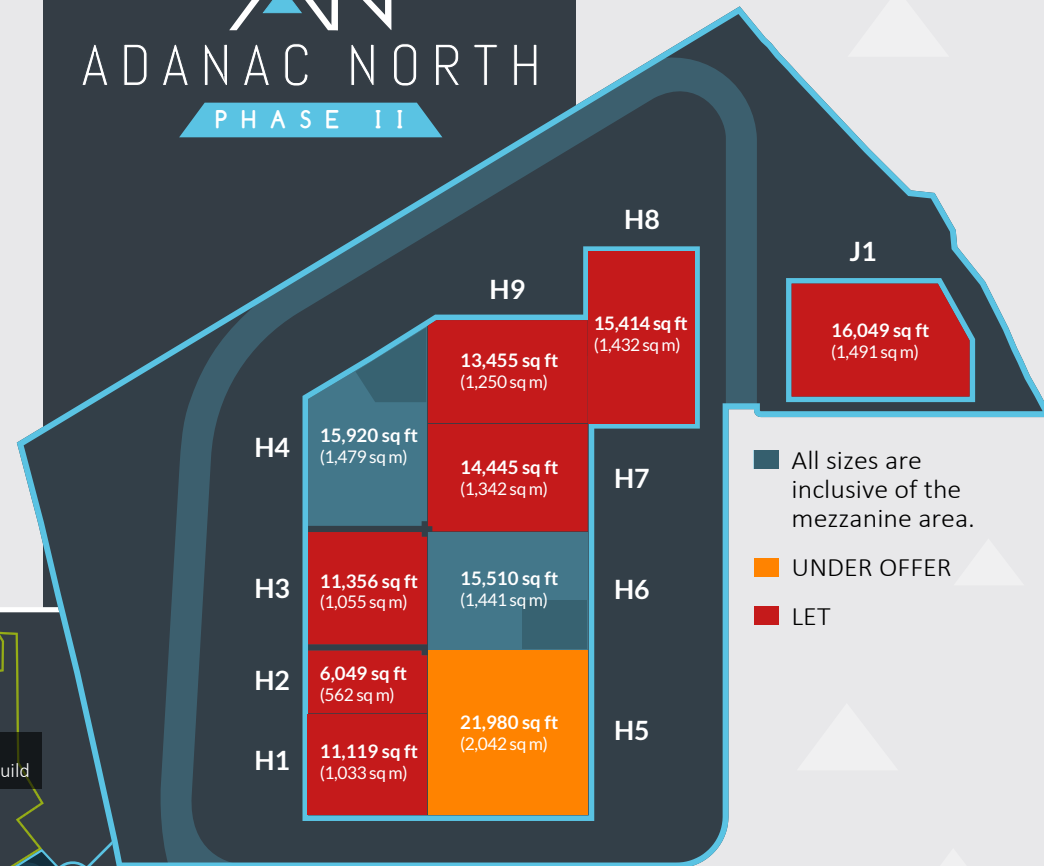 ADANAC NORTH
PHASE II
H8
J1
H9
15,414 sq ft
(1,432 sq m)
16,049 sq ft
(1,491 sq m)
13,455 sq ft
(1,250 sq m)
H4
15,920 sq ft
(1,479 sq m)
14,445 sq ft
(1,342 sq m)
H7
All sizes are
inclusive of the
mezzanine area.
UNDER OFFER
LET
H3
11,356 sq ft
(1,055 sq m)
15,510 sq ft
(1,441 sq m)
H6
H2
6,049 sq ft
(562 sq m)
21,980 sq ft
(2,042 sq m)
H5
H1
11,119 sq ft
(1,033 sq m)
uild